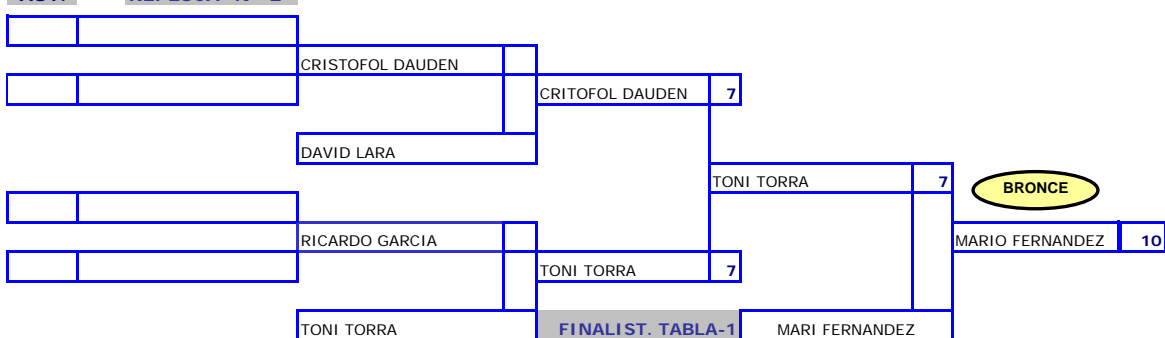 CRISTOFOL DAUDEN
CRITOFOL DAUDEN 7
DAVID LARA
TONI TORRA 7
BRONCE
RICARDO GARCIA
MARIO FERNANDEZ 10
TONI TORRA 7
TONI TORRA
FINALIST. TABLA-1
MARI FERNANDEZ